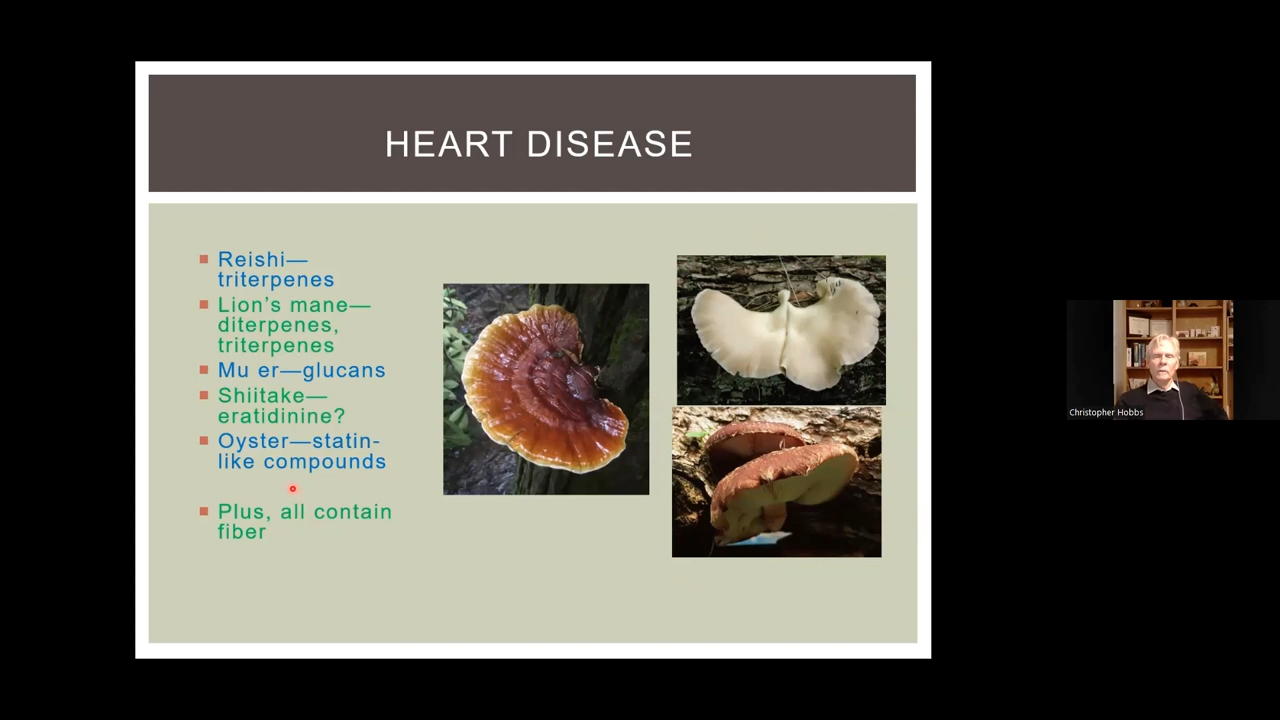 HEART DISEASE
Reishi—
triterpenes
Lion's mane—
diterpenes,
triterpenes
Mu er—glucans
Shiitake—
eratidinine?
Oyster—statin-
like compounds
Plus, all contain
fiber
Christopher Hobbs